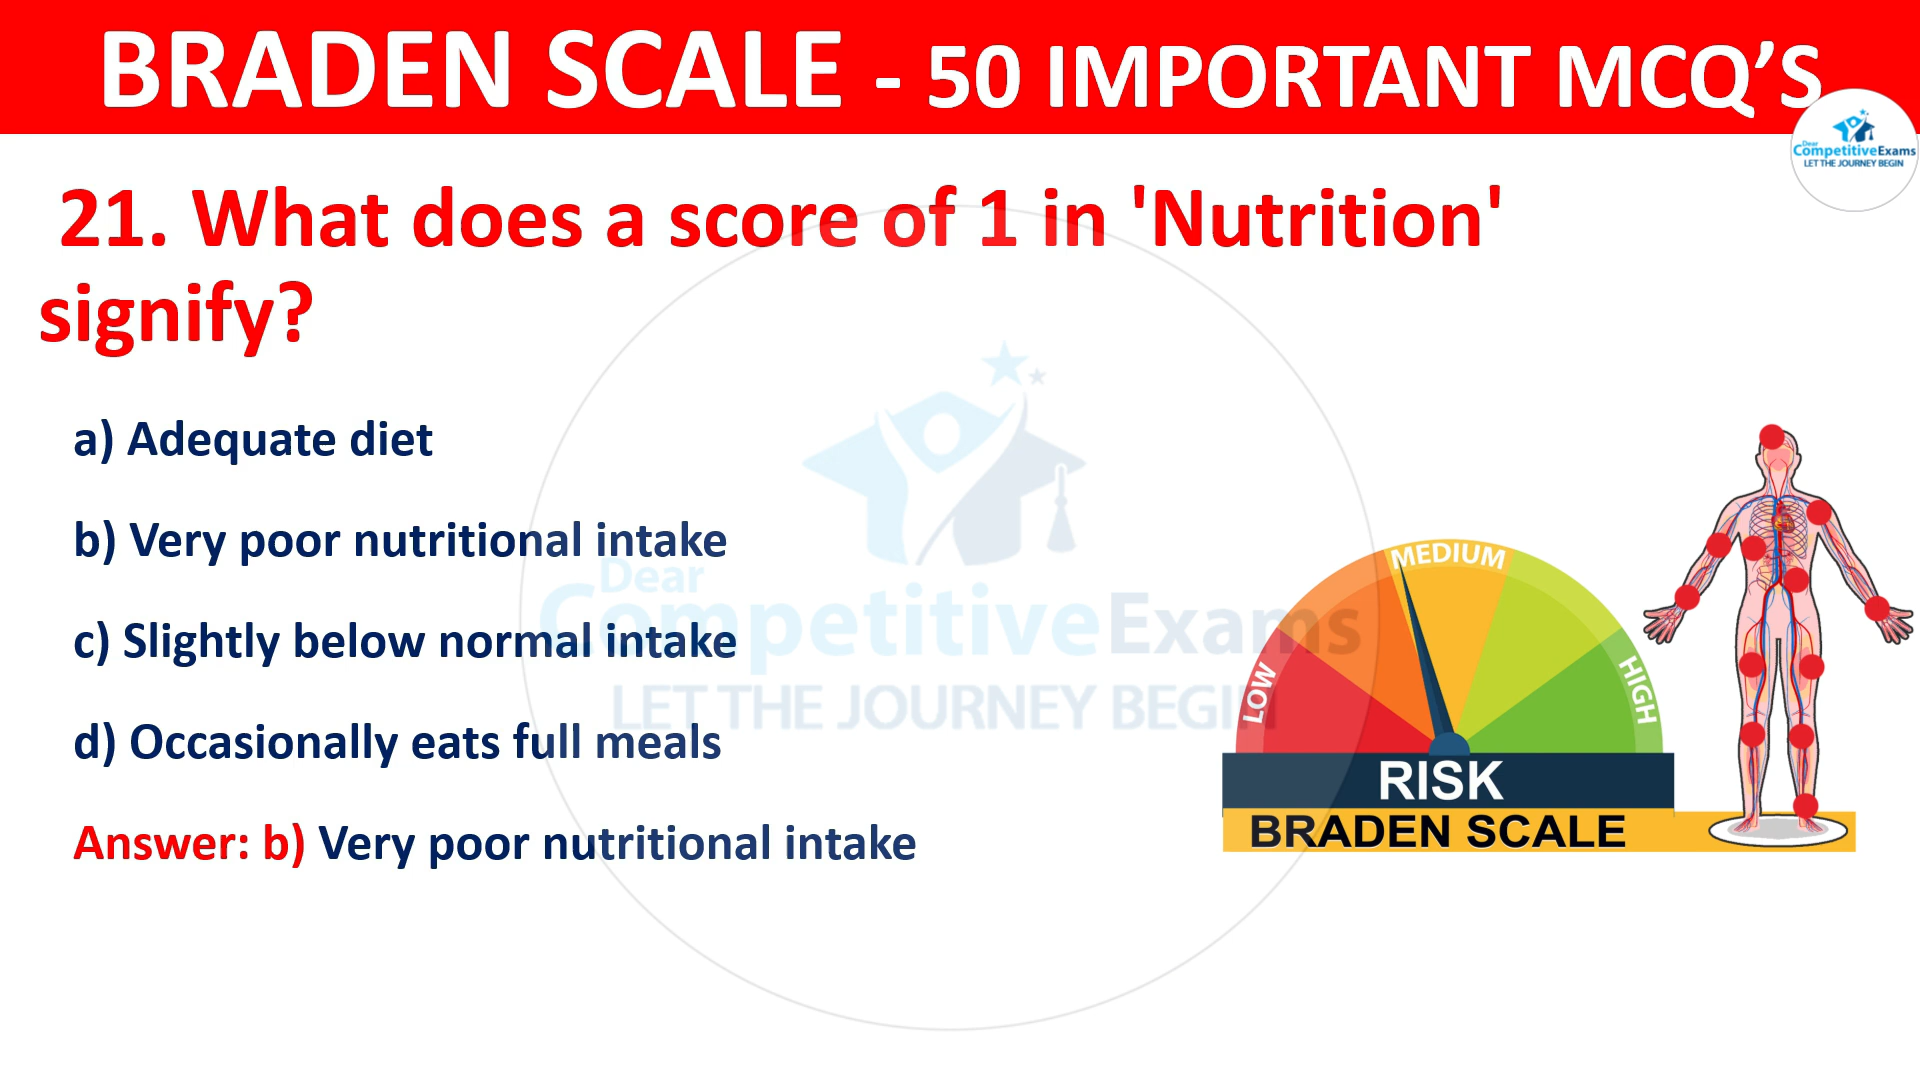 BRADEN SCALE - 50 IMPORTANT MCQ’S
Dear
CompetitiveExams
LET THE JOURNEY BEGIN
21. What does a score of 1 in 'Nutrition'
signify?
a) Adequate diet
b) Very poor nutritional intake
c) Slightly below normal intake
d) Occasionally eats full meals
Answer: b) Very poor nutritional intake
Dear
CompetitiveExams
LET THE JOURNEY BEGIN
LOW
MEDIUM
HIGH
RISK
BRADEN SCALE